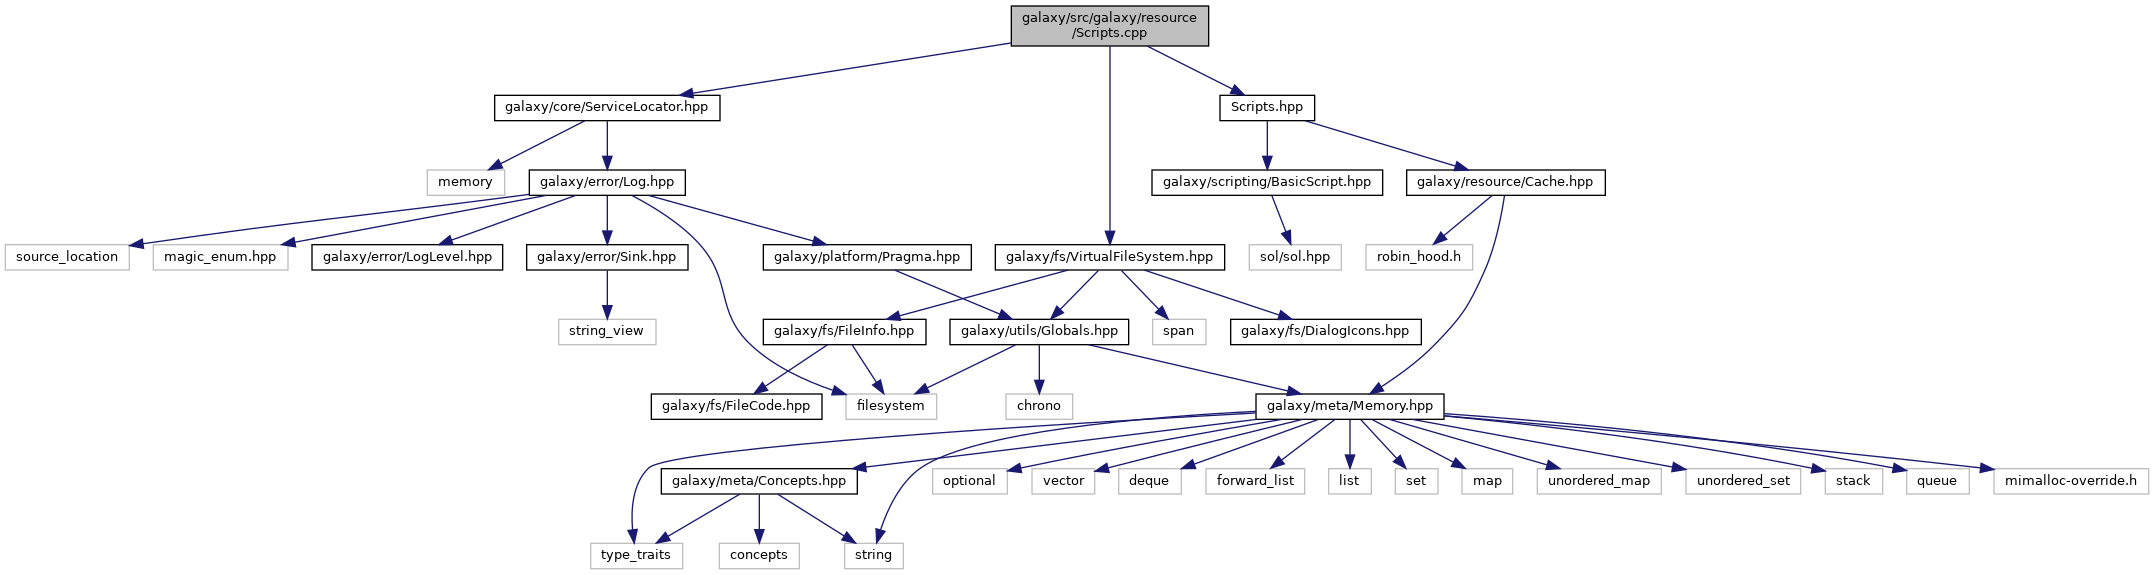 galaxy/src/galaxy/resource
/Scripts.cpp
galaxy/core/ServiceLocator.hpp
Scripts.hpp
memory
galaxy/error/Log.hpp
galaxy/scripting/BasicScript.hpp
galaxy/resource/Cache.hpp
source_location
magic_enum.hpp
galaxy/error/LogLevel.hpp
galaxy/error/Sink.hpp
galaxy/platform/Pragma.hpp
galaxy/fs/VirtualFileSystem.hpp
sol/sol.hpp
robin_hood.h
string_view
galaxy/fs/FileInfo.hpp
galaxy/utils/Globals.hpp
span
galaxy/fs/DialogIcons.hpp
galaxy/fs/FileCode.hpp
filesystem
chrono
galaxy/meta/Memory.hpp
galaxy/meta/Concepts.hpp
optional
vector
deque
forward_list
list
set
map
unordered_map
unordered_set
stack
queue
mimalloc-override.h
type_traits
concepts
string